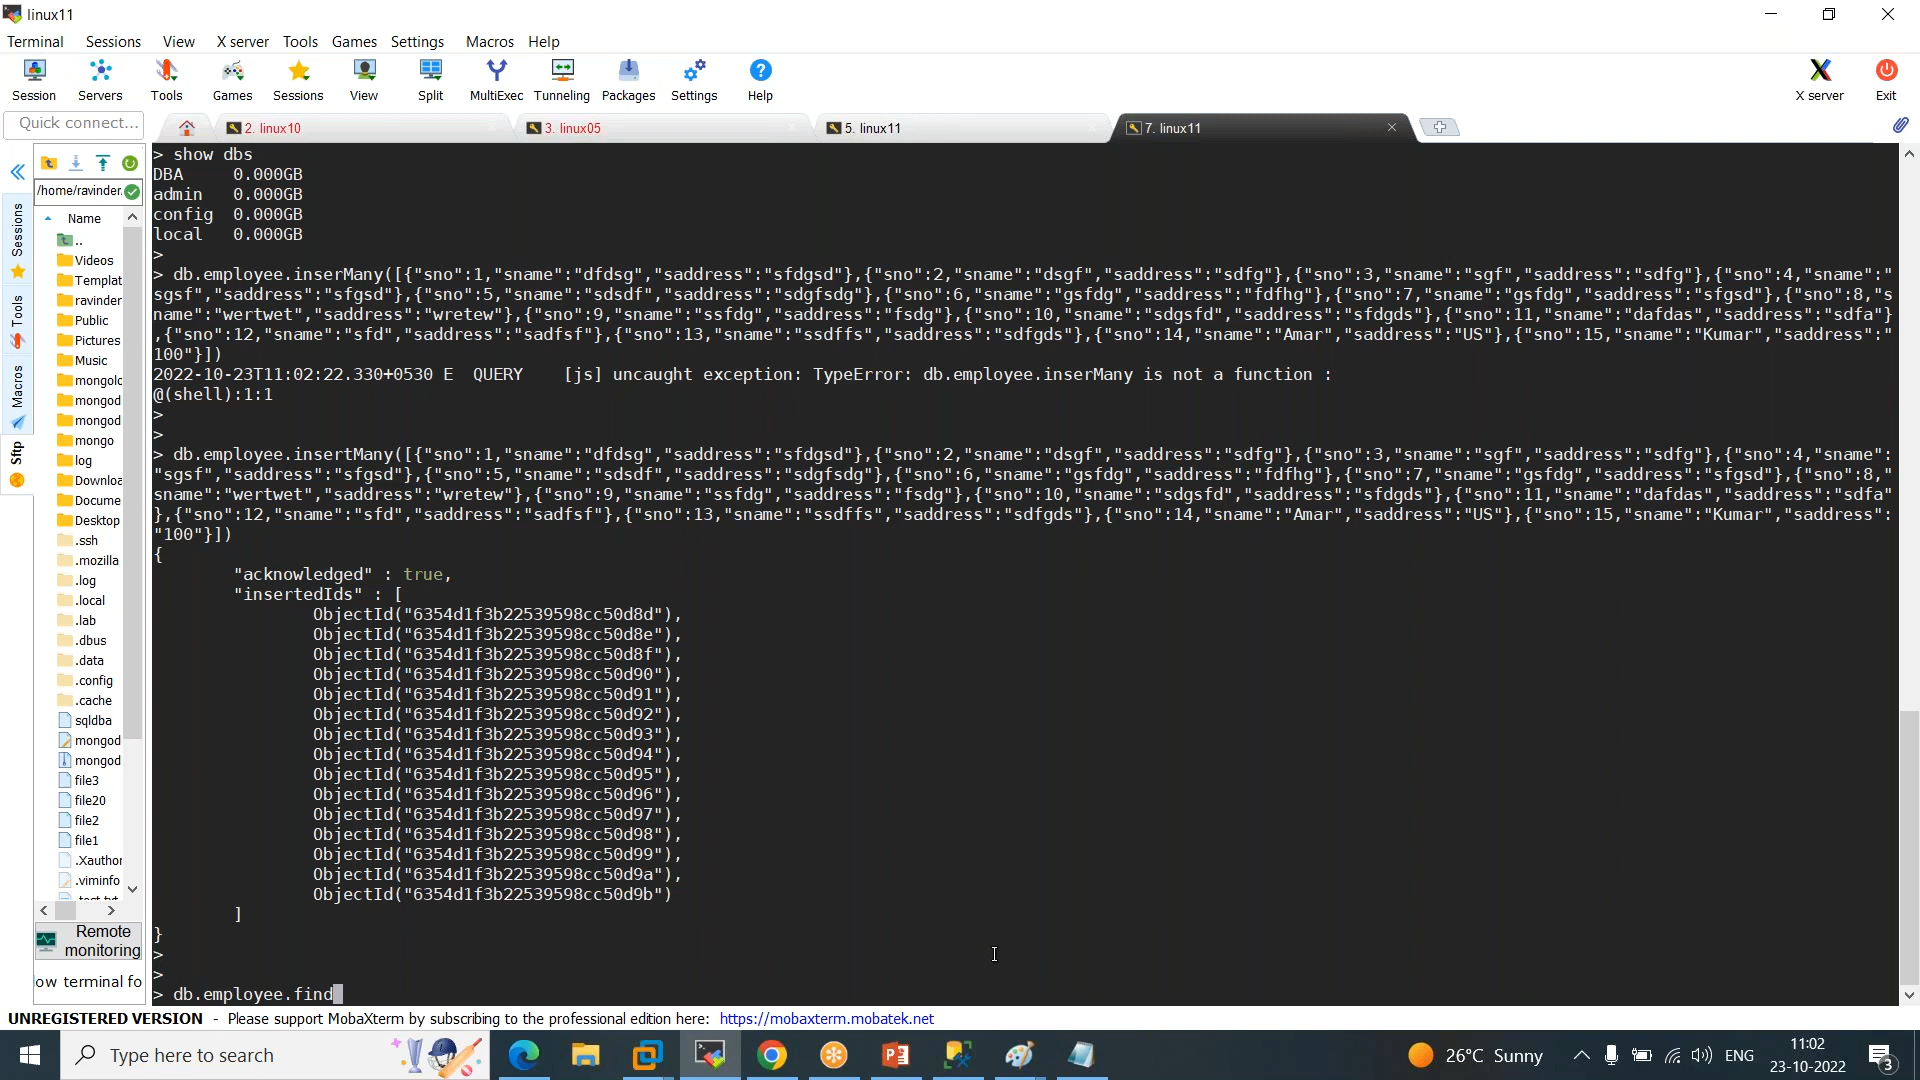 linux11
Terminal Sessions View X server Tools Games Settings Macros Help
Session Servers Tools Games Sessions View Split MultiExec Tunneling Packages Settings Help X server Exit
Quick connect... 2. linux10 3. linux05 5. linux11 7. linux11
/home/ravinder.
Name
..
Videos
Templat
ravinder
Public
Pictures
Music
mongolc
mongod
mongod
mongo
log
Downloa
Docume
Desktop
.ssh
.mozilla
.log
.local
.lab
.dbus
.data
.config
.cache
sqldba
mongod
mongod
file3
file20
file2
file1
.Xauthor
.viminfo
Sessions
Tools
Macros
Sftp
Remote
monitoring
ow terminal fo
> show dbs
DBA 0.000GB
admin 0.000GB
config 0.000GB
local 0.000GB
>
> db.employee.inserMany([{"sno":1,"sname":"dfdsg","saddress":"sfdgsd"},{"sno":2,"sname":"dsgf","saddress":"sdfg"},{"sno":3,"sname":"sgf","saddress":"sdfg"},{"sno":4,"sname":"
sgsf","saddress":"sfgsd"},{"sno":5,"sname":"sdsdf","saddress":"sdgfsdg"},{"sno":6,"sname":"gsfdg","saddress":"fdfhg"},{"sno":7,"sname":"gsfdg","saddress":"sfgsd"},{"sno":8,"s
name":"wertwet","saddress":"wretew"},{"sno":9,"sname":"ssfdg","saddress":"fsdg"},{"sno":10,"sname":"sdgsfd","saddress":"sfdgds"},{"sno":11,"sname":"dafdas","saddress":"sdfa"}
,{"sno":12,"sname":"sfd","saddress":"sadfsf"},{"sno":13,"sname":"ssdffs","saddress":"sdfgds"},{"sno":14,"sname":"Amar","saddress":"US"},{"sno":15,"sname":"Kumar","saddress":"
100"}])
2022-10-23T11:02:22.330+0530 E QUERY [js] uncaught exception: TypeError: db.employee.inserMany is not a function :
@(shell):1:1
>
>
> db.employee.insertMany([{"sno":1,"sname":"dfdsg","saddress":"sfdgsd"},{"sno":2,"sname":"dsgf","saddress":"sdfg"},{"sno":3,"sname":"sgf","saddress":"sdfg"},{"sno":4,"sname":
"sgsf","saddress":"sfgsd"},{"sno":5,"sname":"sdsdf","saddress":"sdgfsdg"},{"sno":6,"sname":"gsfdg","saddress":"fdfhg"},{"sno":7,"sname":"gsfdg","saddress":"sfgsd"},{"sno":8,"
sname":"wertwet","saddress":"wretew"},{"sno":9,"sname":"ssfdg","saddress":"fsdg"},{"sno":10,"sname":"sdgsfd","saddress":"sfdgds"},{"sno":11,"sname":"dafdas","saddress":"sdfa"
},{"sno":12,"sname":"sfd","saddress":"sadfsf"},{"sno":13,"sname":"ssdffs","saddress":"sdfgds"},{"sno":14,"sname":"Amar","saddress":"US"},{"sno":15,"sname":"Kumar","saddress":
"100"}])
{
"acknowledged" : true,
"insertedIds" : [
ObjectId("6354d1f3b22539598cc50d8d"),
ObjectId("6354d1f3b22539598cc50d8e"),
ObjectId("6354d1f3b22539598cc50d8f"),
ObjectId("6354d1f3b22539598cc50d90"),
ObjectId("6354d1f3b22539598cc50d91"),
ObjectId("6354d1f3b22539598cc50d92"),
ObjectId("6354d1f3b22539598cc50d93"),
ObjectId("6354d1f3b22539598cc50d94"),
ObjectId("6354d1f3b22539598cc50d95"),
ObjectId("6354d1f3b22539598cc50d96"),
ObjectId("6354d1f3b22539598cc50d97"),
ObjectId("6354d1f3b22539598cc50d98"),
ObjectId("6354d1f3b22539598cc50d99"),
ObjectId("6354d1f3b22539598cc50d9a"),
ObjectId("6354d1f3b22539598cc50d9b")
]
}
>
>
> db.employee.find
UNREGISTERED VERSION - Please support MobaXterm by subscribing to the professional edition here: https://mobaxterm.mobatek.net
Type here to search
26°C Sunny
ENG
11:02
23-10-2022
3